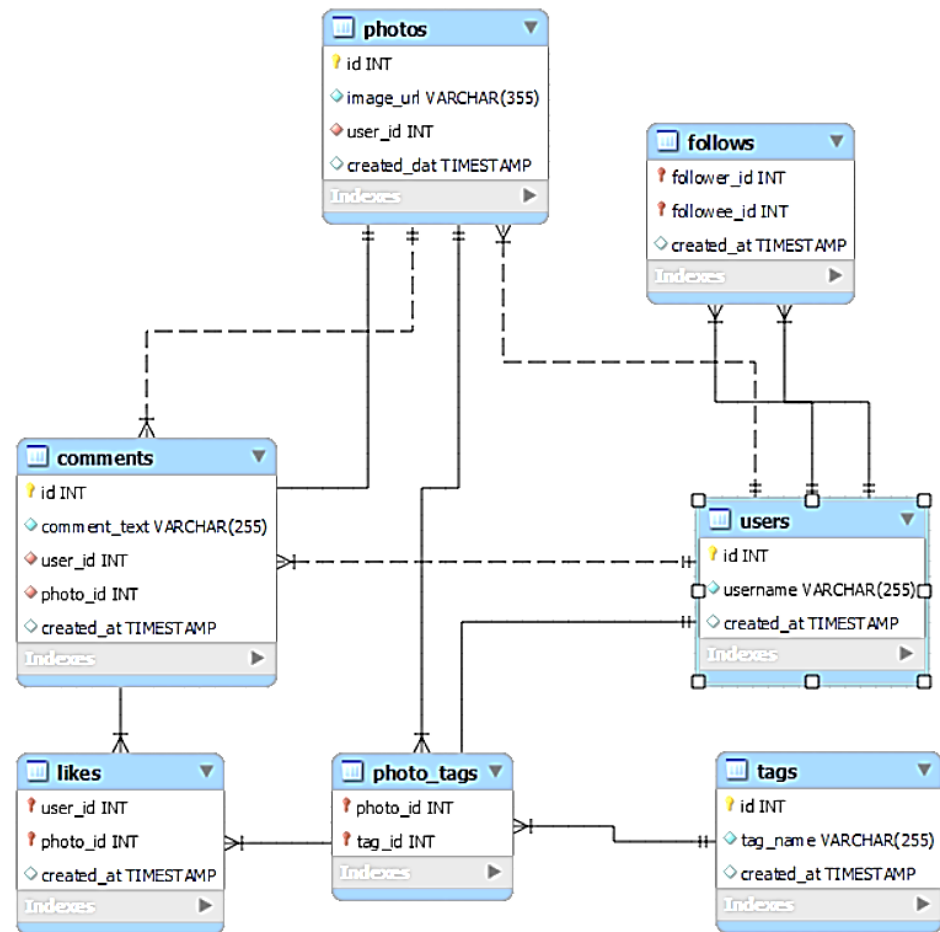 photos
id INT
image_url VARCHAR(355)
user_id INT
created_dat TIMESTAMP
Indexes
follows
follower_id INT
followee_id INT
created_at TIMESTAMP
Indexes
comments
id INT
comment_text VARCHAR(255)
user_id INT
photo_id INT
created_at TIMESTAMP
Indexes
users
id INT
username VARCHAR(255)
created_at TIMESTAMP
Indexes
likes
user_id INT
photo_id INT
created_at TIMESTAMP
Indexes
photo_tags
photo_id INT
tag_id INT
Indexes
tags
id INT
tag_name VARCHAR(255)
created_at TIMESTAMP
Indexes